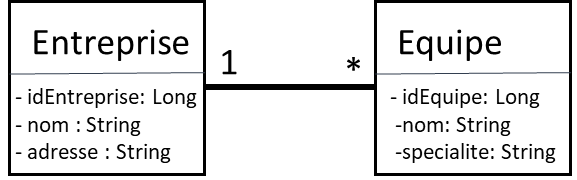 Entreprise
- idEntreprise: Long
- nom : String
- adresse : String
1
*
Equipe
- idEquipe: Long
-nom: String
-specialite: String